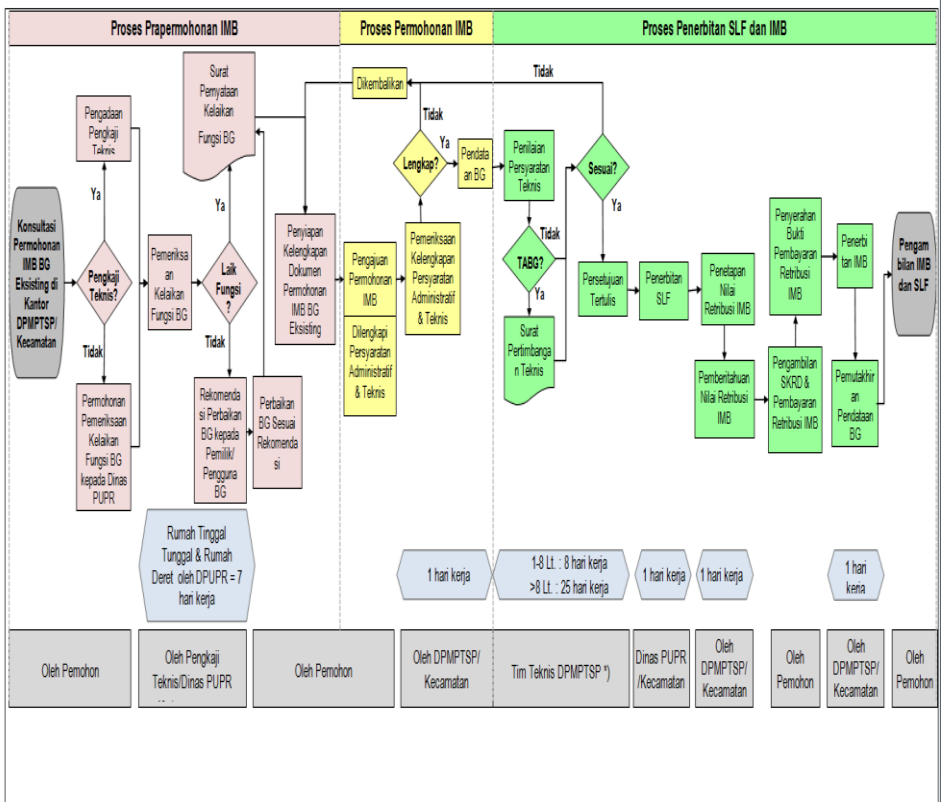 Proses Prapermohonan IMB
Proses Permohonan IMB
Proses Penerbitan SLF dan IMB
Konsultasi
Permohonan
IMB BG
Eksisting di
Kantor
DPMPTSP/
Kecamatan
Pengadaan
Pengkaji
Teknis
Ya
Pengkaji
Teknis?
Tidak
Permohonan
Pemeriksaan
Kelaikan
Fungsi BG
kepada Dinas
PUPR
Pemeriksa
an
Kelaikan
Fungsi BG
Surat
Pernyataan
Kelaikan
Fungsi BG
Ya
Laik
Fungsi
?
Tidak
Rekomenda
si Perbaikan
BG kepada
Pemilik/
Pengguna
BG
Perbaikan
BG Sesuai
Rekomenda
si
Penyiapan
Kelengkapan
Dokumen
Permohonan
IMB BG
Eksisting
Dikembalikan
Tidak
Lengkap?
Ya
Pendata
an BG
Pengajuan
Permohonan
IMB
Dilengkapi
Persyaratan
Administratif
& Teknis
Pemeriksaan
Kelengkapan
Persyaratan
Administratif
& Teknis
Tidak
Penilaian
Persyaratan
Teknis
Tidak
TABG?
Ya
Surat
Pertimbanga
n Teknis
Sesuai?
Ya
Persetujuan
Tertulis
Penerbitan
SLF
Penetapan
Nilai
Retribusi IMB
Pemberitahuan
Nilai Retribusi
IMB
Penyerahan
Bukti
Pembayaran
Retribusi
IMB
Pengambilan
SKRD &
Pembayaran
Retribusi IMB
Penerbi
tan IMB
Pemutakhir
an
Pendataan
BG
Pengam
bilan IMB
dan SLF
Rumah Tinggal
Tunggal & Rumah
Deret oleh DPUPR = 7
hari kerja
1 hari kerja
1-8 Lt. : 8 hari kerja
>8 Lt. : 25 hari kerja
1 hari kerja
1 hari kerja
1 hari
kerja
Oleh Pemohon
Oleh Pengkaji
Teknis/Dinas PUPR
Oleh Pemohon
Oleh DPMPTSP/
Kecamatan
Tim Teknis DPMPTSP *)
Dinas PUPR
/Kecamatan
Oleh
DPMPTSP/
Kecamatan
Oleh
Pemohon
Oleh
DPMPTSP/
Kecamatan
Oleh
Pemohon